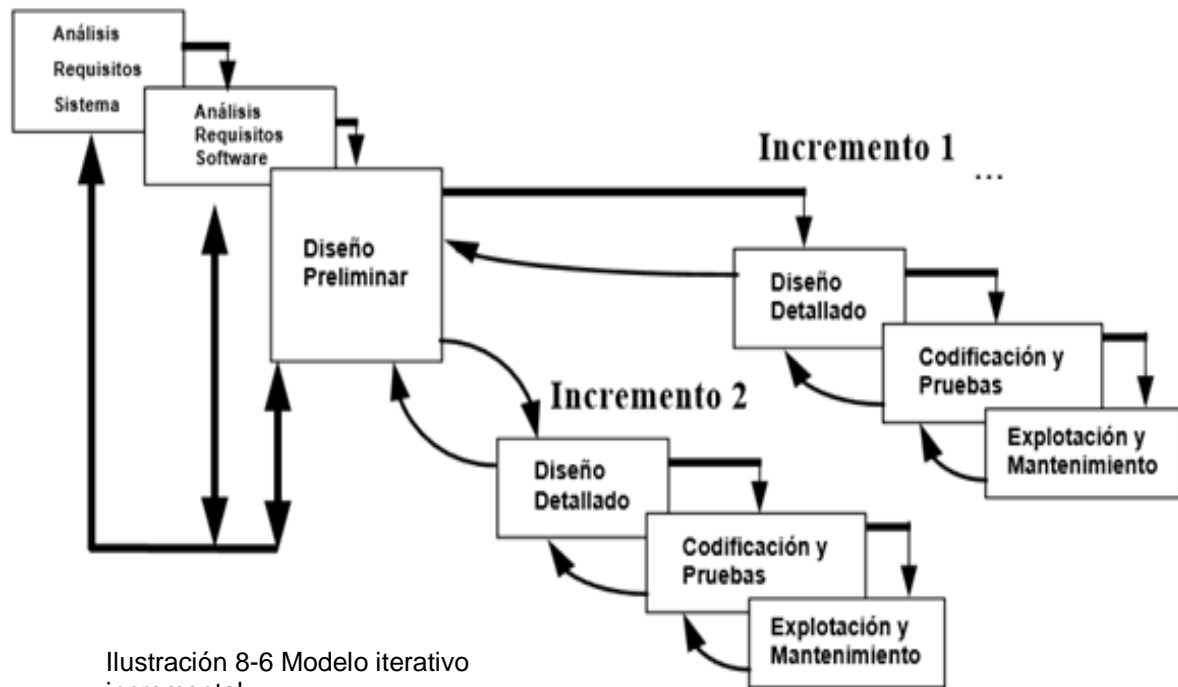 Análisis
Requisitos
Sistema
Análisis
Requisitos
Software
Diseño
Preliminar
Incremento 1
...
Diseño
Detallado
Codificación y
Pruebas
Explotación y
Mantenimiento
Incremento 2
Diseño
Detallado
Codificación y
Pruebas
Explotación y
Mantenimiento
Ilustración 8-6 Modelo iterativo